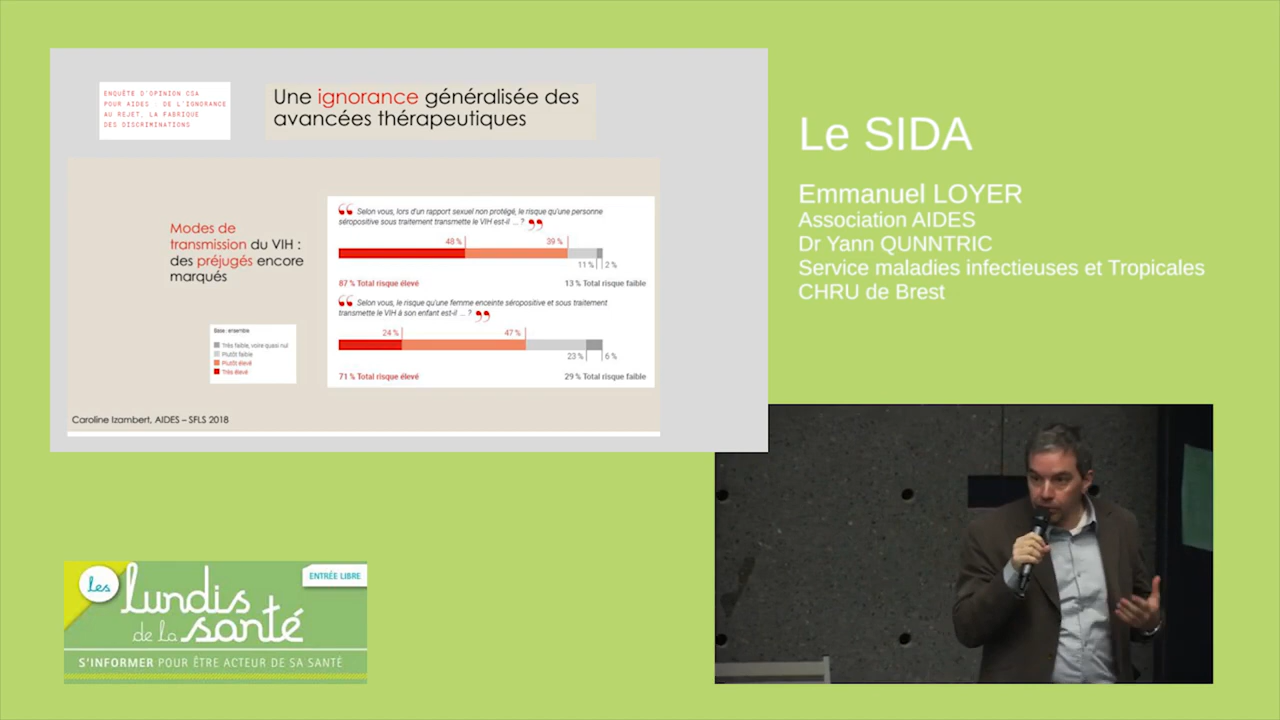 ENQUÊTE D'OPINION CSA
POUR AIDES : DE L'IGNORANCE
AU REJET, LA FABRIQUE
DES DISCRIMINATIONS
Une ignorance généralisée des
avancées thérapeutiques
Modes de
transmission du VIH :
des préjugés encore
marqués
Base : ensemble
Très faible, voire quasi nul
Plutôt faible
Plutôt élevé
Très élevé
“ Selon vous, lors d'un rapport sexuel non protégé, le risque qu'une personne
séropositive sous traitement transmette le VIH est-il ... ? ”
48 % 39 %
11 % 2 %
87 % Total risque élevé 13 % Total risque faible
“ Selon vous, le risque qu'une femme enceinte séropositive et sous traitement
transmette le VIH à son enfant est-il ... ? ”
24 % 47 %
23 % 6 %
71 % Total risque élevé 29 % Total risque faible
Caroline Izambert, AIDES – SFLS 2018
Le SIDA
Emmanuel LOYER
Association AIDES
Dr Yann QUNNTRIC
Service maladies infectieuses et Tropicales
CHRU de Brest
les
lundis
de la santé
ENTRÉE LIBRE
S'INFORMER POUR ÊTRE ACTEUR DE SA SANTÉ